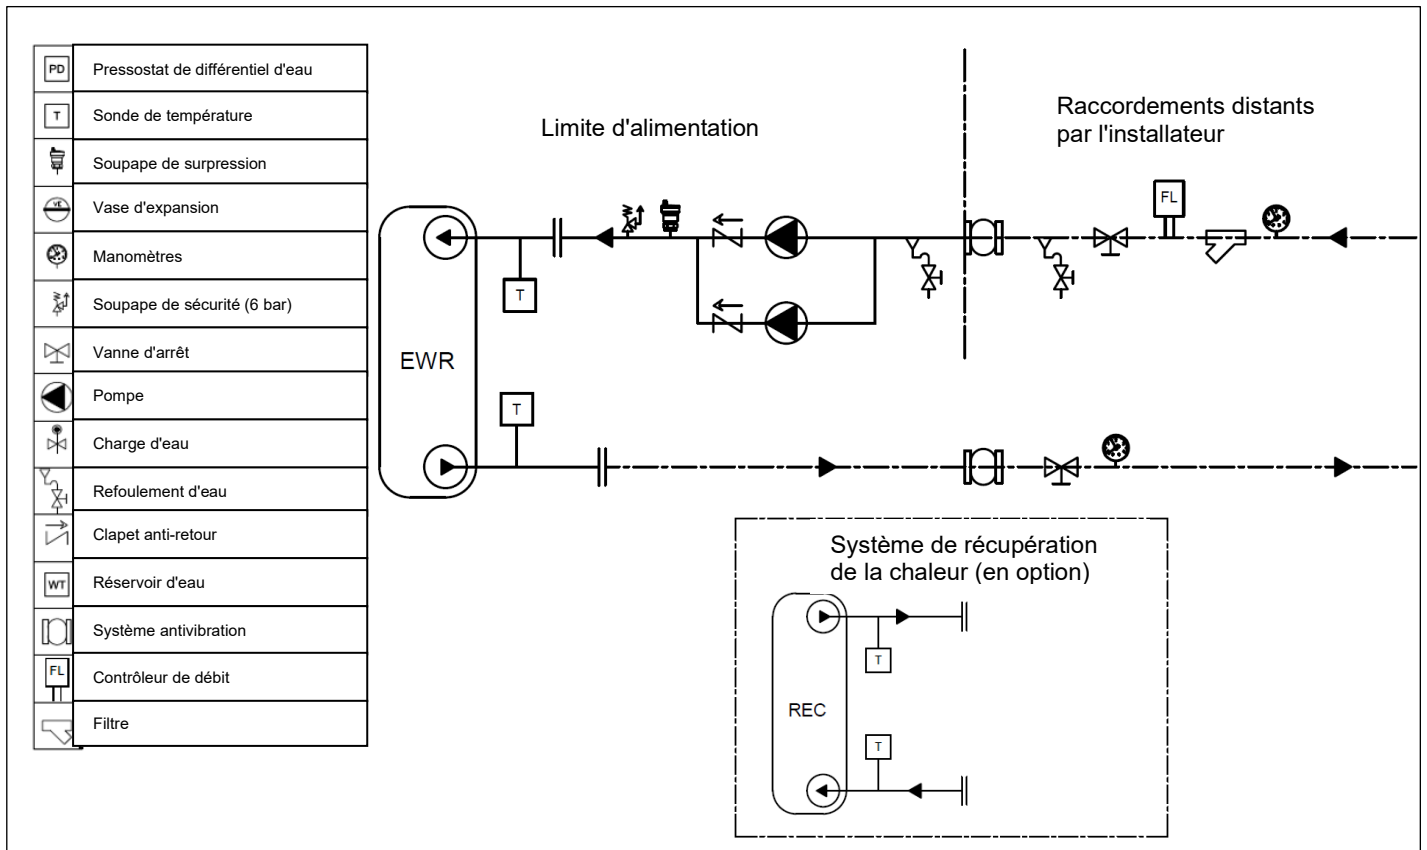 PD Pressostat de différentiel d'eau
T Sonde de température
Soupape de surpression
VE Vase d'expansion
Manomètres
Soupape de sécurité (6 bar)
Vanne d'arrêt
Pompe
Charge d'eau
Refoulement d'eau
Clapet anti-retour
WT Réservoir d'eau
Système antivibration
FL Contrôleur de débit
Filtre
Limite d'alimentation
Raccordements distants
par l'installateur
FL
T
EWR
T
Système de récupération
de la chaleur (en option)
T
REC
T